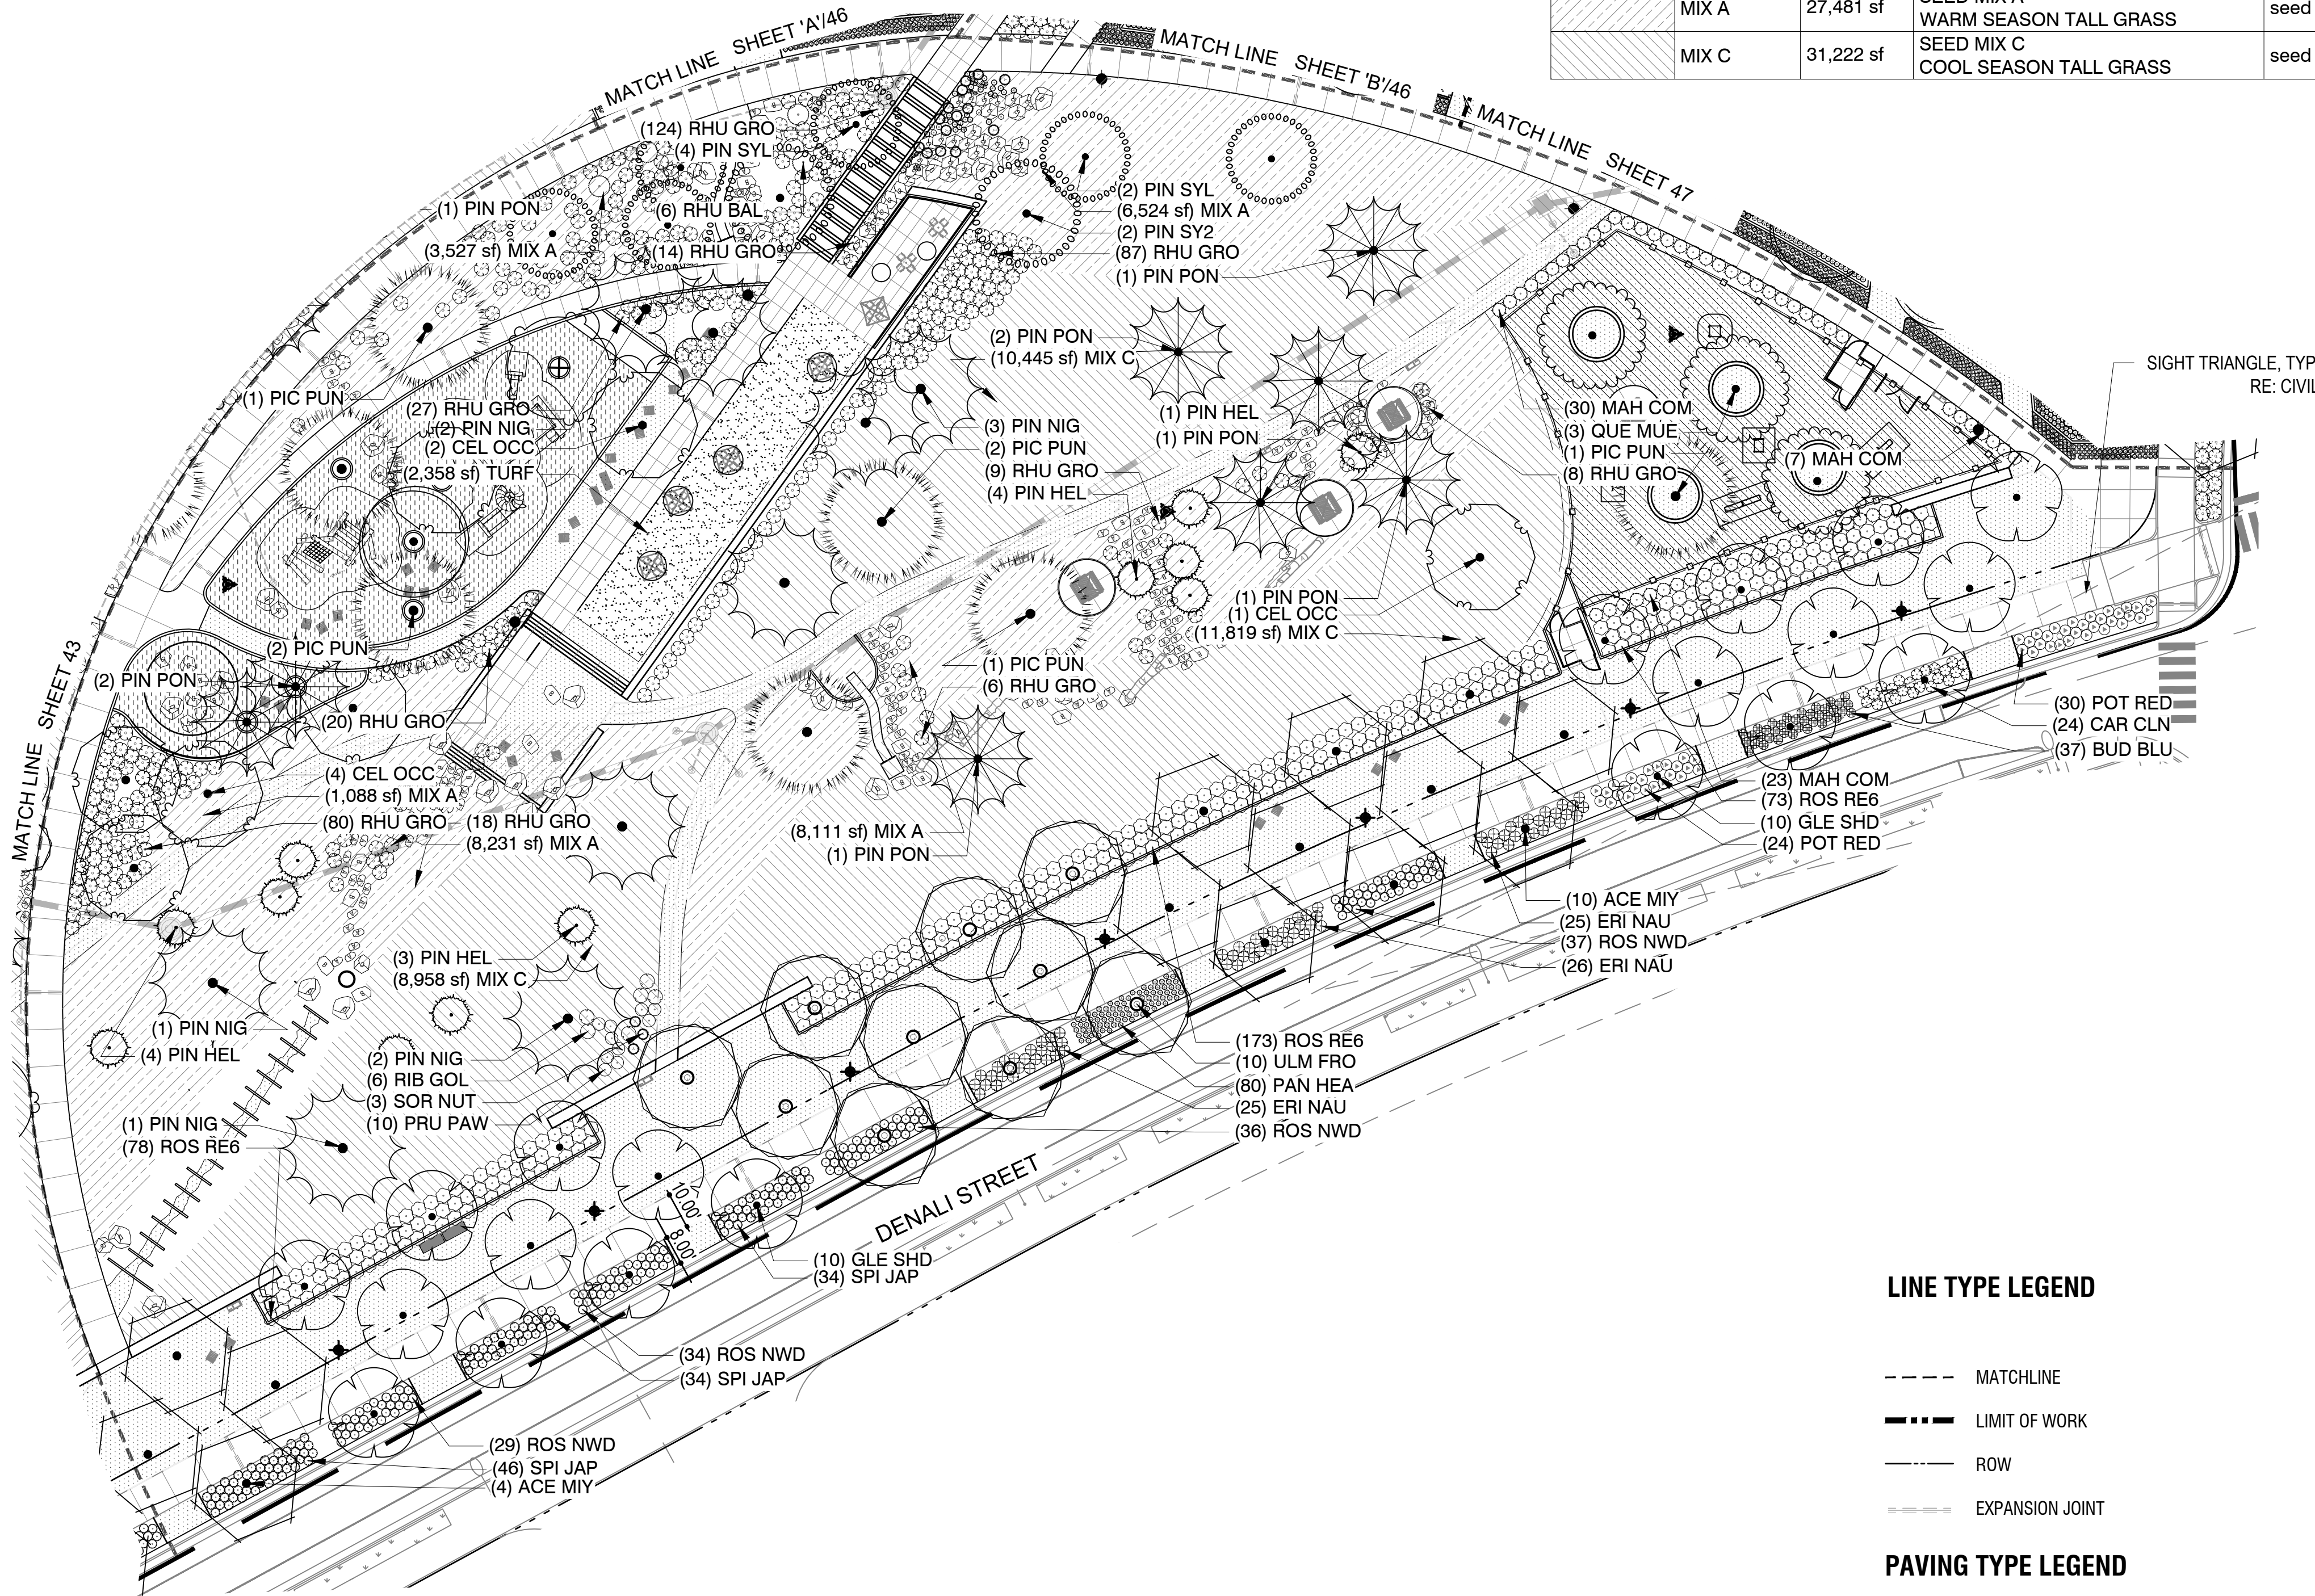 MIX A 27,481 sf SEED MIX A seed
WARM SEASON TALL GRASS
MIX C 31,222 sf SEED MIX C seed
COOL SEASON TALL GRASS
MATCH LINE SHEET 'A'/46
MATCH LINE SHEET 'B'/46
MATCH LINE SHEET 47
MATCH LINE SHEET 43
(124) RHU GRO
(4) PIN SYL
(1) PIN PON
(6) RHU BAL
(3,527 sf) MIX A
(14) RHU GRO
(2) PIN SYL
(6,524 sf) MIX A
(2) PIN SY2
(87) RHU GRO
(1) PIN PON
(2) PIN PON
(10,445 sf) MIX C
SIGHT TRIANGLE, TYP
RE: CIVIL
(1) PIC PUN
(27) RHU GRO
(2) PIN NIG
(2) CEL OCC
(2,358 sf) TURF
(3) PIN NIG
(2) PIC PUN
(9) RHU GRO
(4) PIN HEL
(1) PIN HEL
(1) PIN PON
(30) MAH COM
(3) QUE MUE
(1) PIC PUN
(8) RHU GRO
(7) MAH COM
(1) PIN PON
(1) CEL OCC
(11,819 sf) MIX C
(2) PIC PUN
(2) PIN PON
(20) RHU GRO
(1) PIC PUN
(6) RHU GRO
(30) POT RED
(24) CAR CLN
(37) BUD BLU
(4) CEL OCC
(1,088 sf) MIX A
(80) RHU GRO
(18) RHU GRO
(8,231 sf) MIX A
(8,111 sf) MIX A
(1) PIN PON
(23) MAH COM
(73) ROS RE6
(10) GLE SHD
(24) POT RED
(10) ACE MIY
(25) ERI NAU
(37) ROS NWD
(26) ERI NAU
(3) PIN HEL
(8,958 sf) MIX C
(1) PIN NIG
(4) PIN HEL
(2) PIN NIG
(6) RIB GOL
(3) SOR NUT
(10) PRU PAW
(1) PIN NIG
(78) ROS RE6
(173) ROS RE6
(10) ULM FRO
(80) PAN HEA
(25) ERI NAU
(36) ROS NWD
10.00'
8.00'
DENALI STREET
(10) GLE SHD
(34) SPI JAP
(34) ROS NWD
(34) SPI JAP
(29) ROS NWD
(46) SPI JAP
(4) ACE MIY
LINE TYPE LEGEND
MATCHLINE
LIMIT OF WORK
ROW
EXPANSION JOINT
PAVING TYPE LEGEND